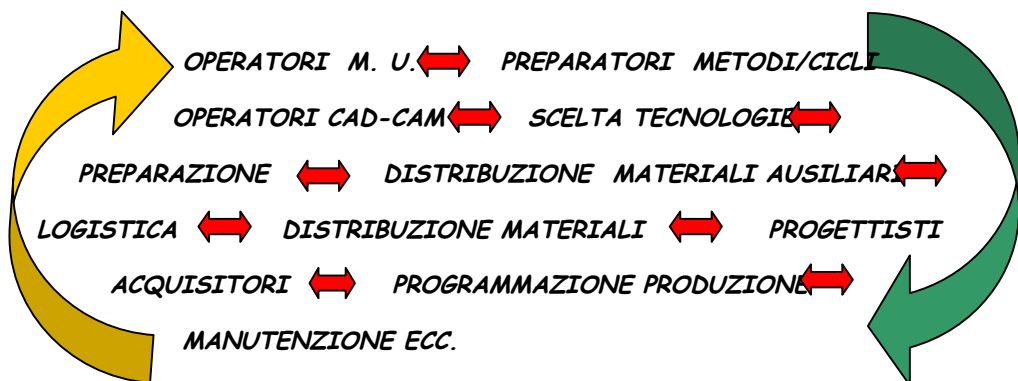 OPERATORI M. U. PREPARATORI METODI/CICLI
OPERATORI CAD-CAM SCELTA TECNOLOGIE
PREPARAZIONE DISTRIBUZIONE MATERIALI AUSILIARI
LOGISTICA DISTRIBUZIONE MATERIALI PROGETTISTI
ACQUISITORI PROGRAMMAZIONE PRODUZIONE
MANUTENZIONE ECC.